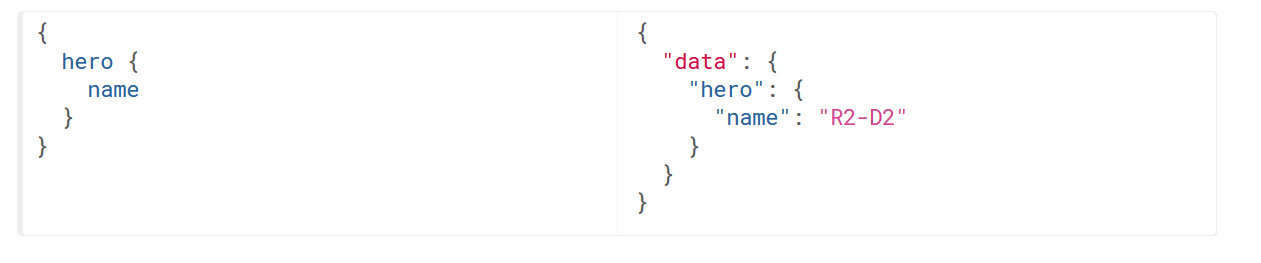 {
  hero {
    name
  }
}
{
  "data": {
    "hero": {
      "name": "R2-D2"
    }
  }
}